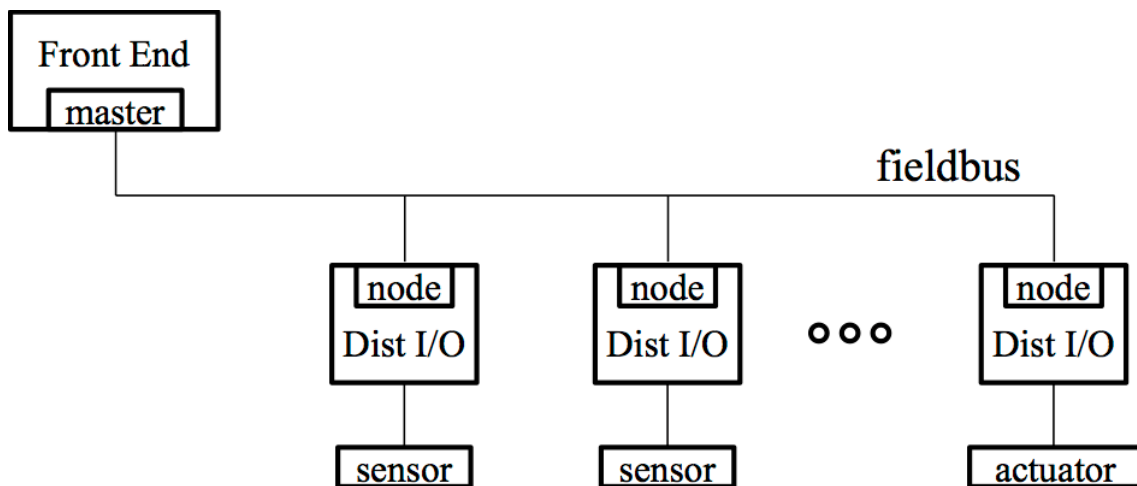 Front End
master
fieldbus
node
node
node
Dist I/O
Dist I/O
Dist I/O
sensor
sensor
actuator